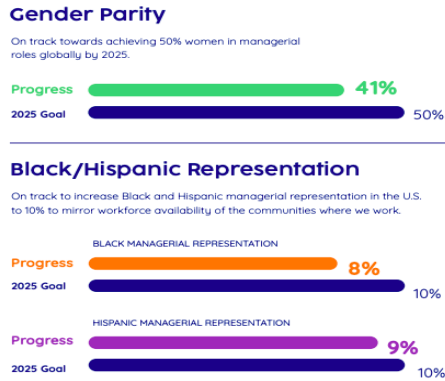 Gender Parity
On track towards achieving 50% women in managerial
roles globally by 2025.
Progress 41%
2025 Goal 50%
Black/Hispanic Representation
On track to increase Black and Hispanic managerial representation in the U.S.
to 10% to mirror workforce availability of the communities where we work.
BLACK MANAGERIAL REPRESENTATION
Progress 8%
2025 Goal 10%
HISPANIC MANAGERIAL REPRESENTATION
Progress 9%
2025 Goal 10%